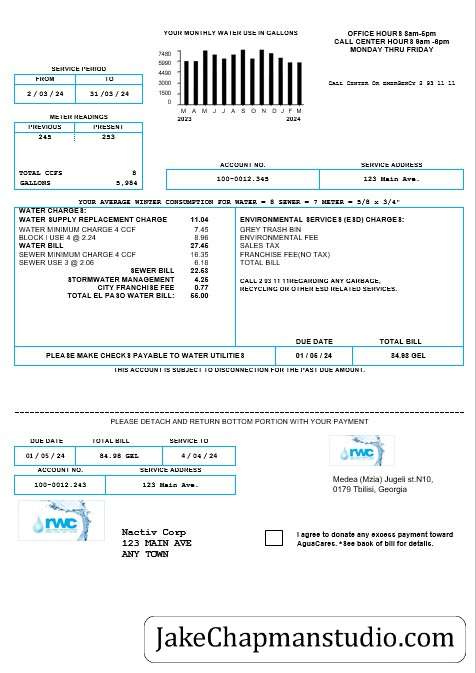 YOUR MONTHLY WATER USE IN GALLONS
OFFICE HOURS 8am-5pm
CALL CENTER HOURS 8am -6pm
MONDAY THRU FRIDAY
7480
5990
4490
3000
1500
0
M A M J J A S O N D J F M
2023 2024
CALL CENTER OR EMERGENCY 2 93 11 11
SERVICE PERIOD
FROM TO
2 / 03 / 24 31 /03 / 24
METER READINGS
PREVIOUS PRESENT
245 253
TOTAL CCFS 8
GALLONS 5,984
ACCOUNT NO. SERVICE ADDRESS
100-0012.345 123 Main Ave.
YOUR AVERAGE WINTER CONSUMPTION FOR WATER = 8 SEWER = 7 METER = 5/8 x 3/4"
WATER CHARGES:
WATER SUPPLY REPLACEMENT CHARGE 11.04
WATER MINIMUM CHARGE 4 CCF 7.45
BLOCK I USE 4 @ 2.24 8.96
WATER BILL 27.46
SEWER MINIMUM CHARGE 4 CCF 16.35
SEWER USE 3 @ 2.06 6.18
SEWER BILL 22.53
STORMWATER MANAGEMENT 4.25
CITY FRANCHISE FEE 0.77
TOTAL EL PASO WATER BILL: 55.00
ENVIRONMENTAL SERVICES (ESD) CHARGES:
GREY TRASH BIN
ENVIRONMENTAL FEE
SALES TAX
FRANCHISE FEE(NO TAX)
TOTAL BILL
CALL 2 93 11 11REGARDING ANY GARBAGE,
RECYCLING OR OTHER ESD RELATED SERVICES.
DUE DATE TOTAL BILL
PLEASE MAKE CHECKS PAYABLE TO WATER UTILITIES 01 / 05 / 24 84.98 GEL
THIS ACCOUNT IS SUBJECT TO DISCONNECTION FOR THE PAST DUE AMOUNT.
PLEASE DETACH AND RETURN BOTTOM PORTION WITH YOUR PAYMENT
DUE DATE TOTAL BILL SERVICE TO
01 / 05 / 24 84.98 GEL 4 / 04 / 24
ACCOUNT NO. SERVICE ADDRESS
100-0012.243 123 Main Ave.
rwc
Medea (Mzia) Jugeli st.N10,
0179 Tbilisi, Georgia
rwc
Nactiv Corp
123 MAIN AVE
ANY TOWN
I agree to donate any excess payment toward
AguaCares. *See back of bill for details.
JakeChapmanstudio.com